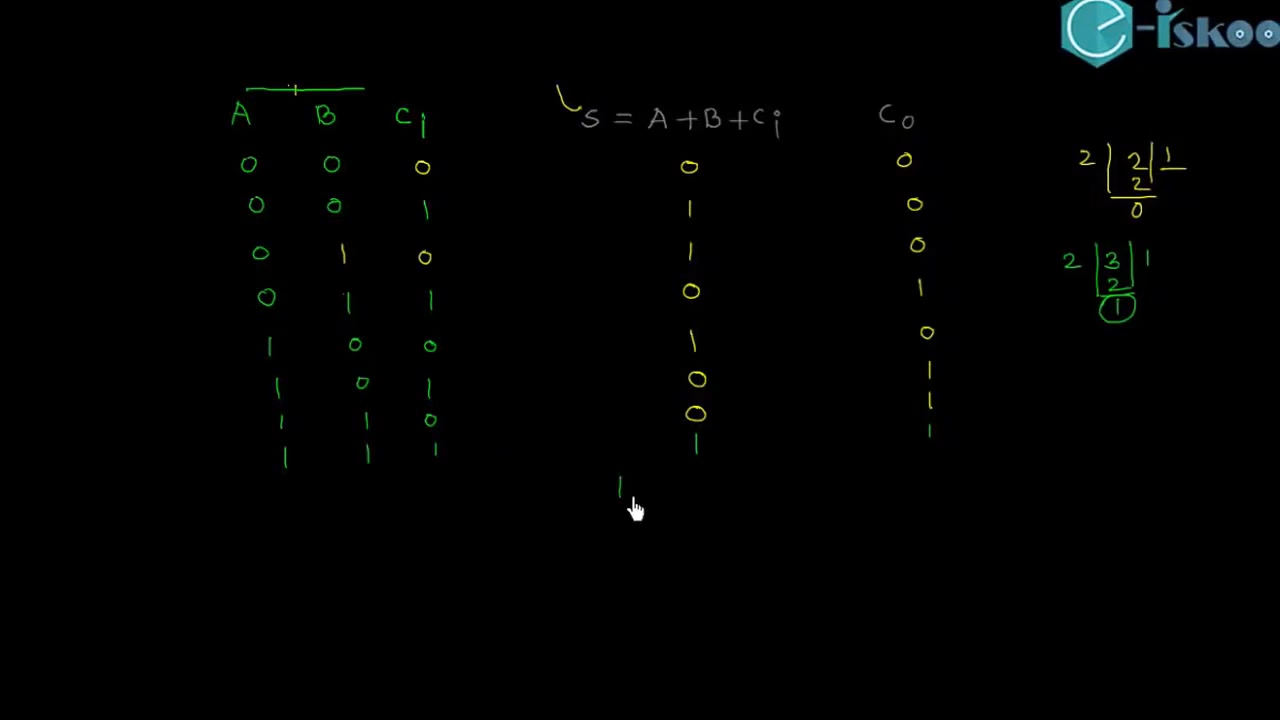 e-iskoo
A B Ci S = A + B + Ci Co
0 0 0 0 0
0 0 1 1 0
0 1 0 1 0
0 1 1 0 1
1 0 0 1 0
1 0 1 0 1
1 1 0 0 1
1 1 1 1 1
1
2 2 1
2
0
2 3 1
2
1